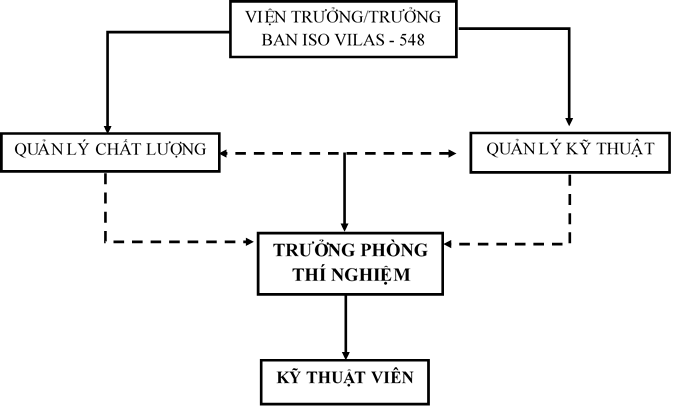 VIỆN TRƯỞNG/TRƯỞNG
BAN ISO VILAS - 548
QUẢN LÝ CHẤT LƯỢNG
QUẢN LÝ KỸ THUẬT
TRƯỞNG PHÒNG
THÍ NGHIỆM
KỸ THUẬT VIÊN